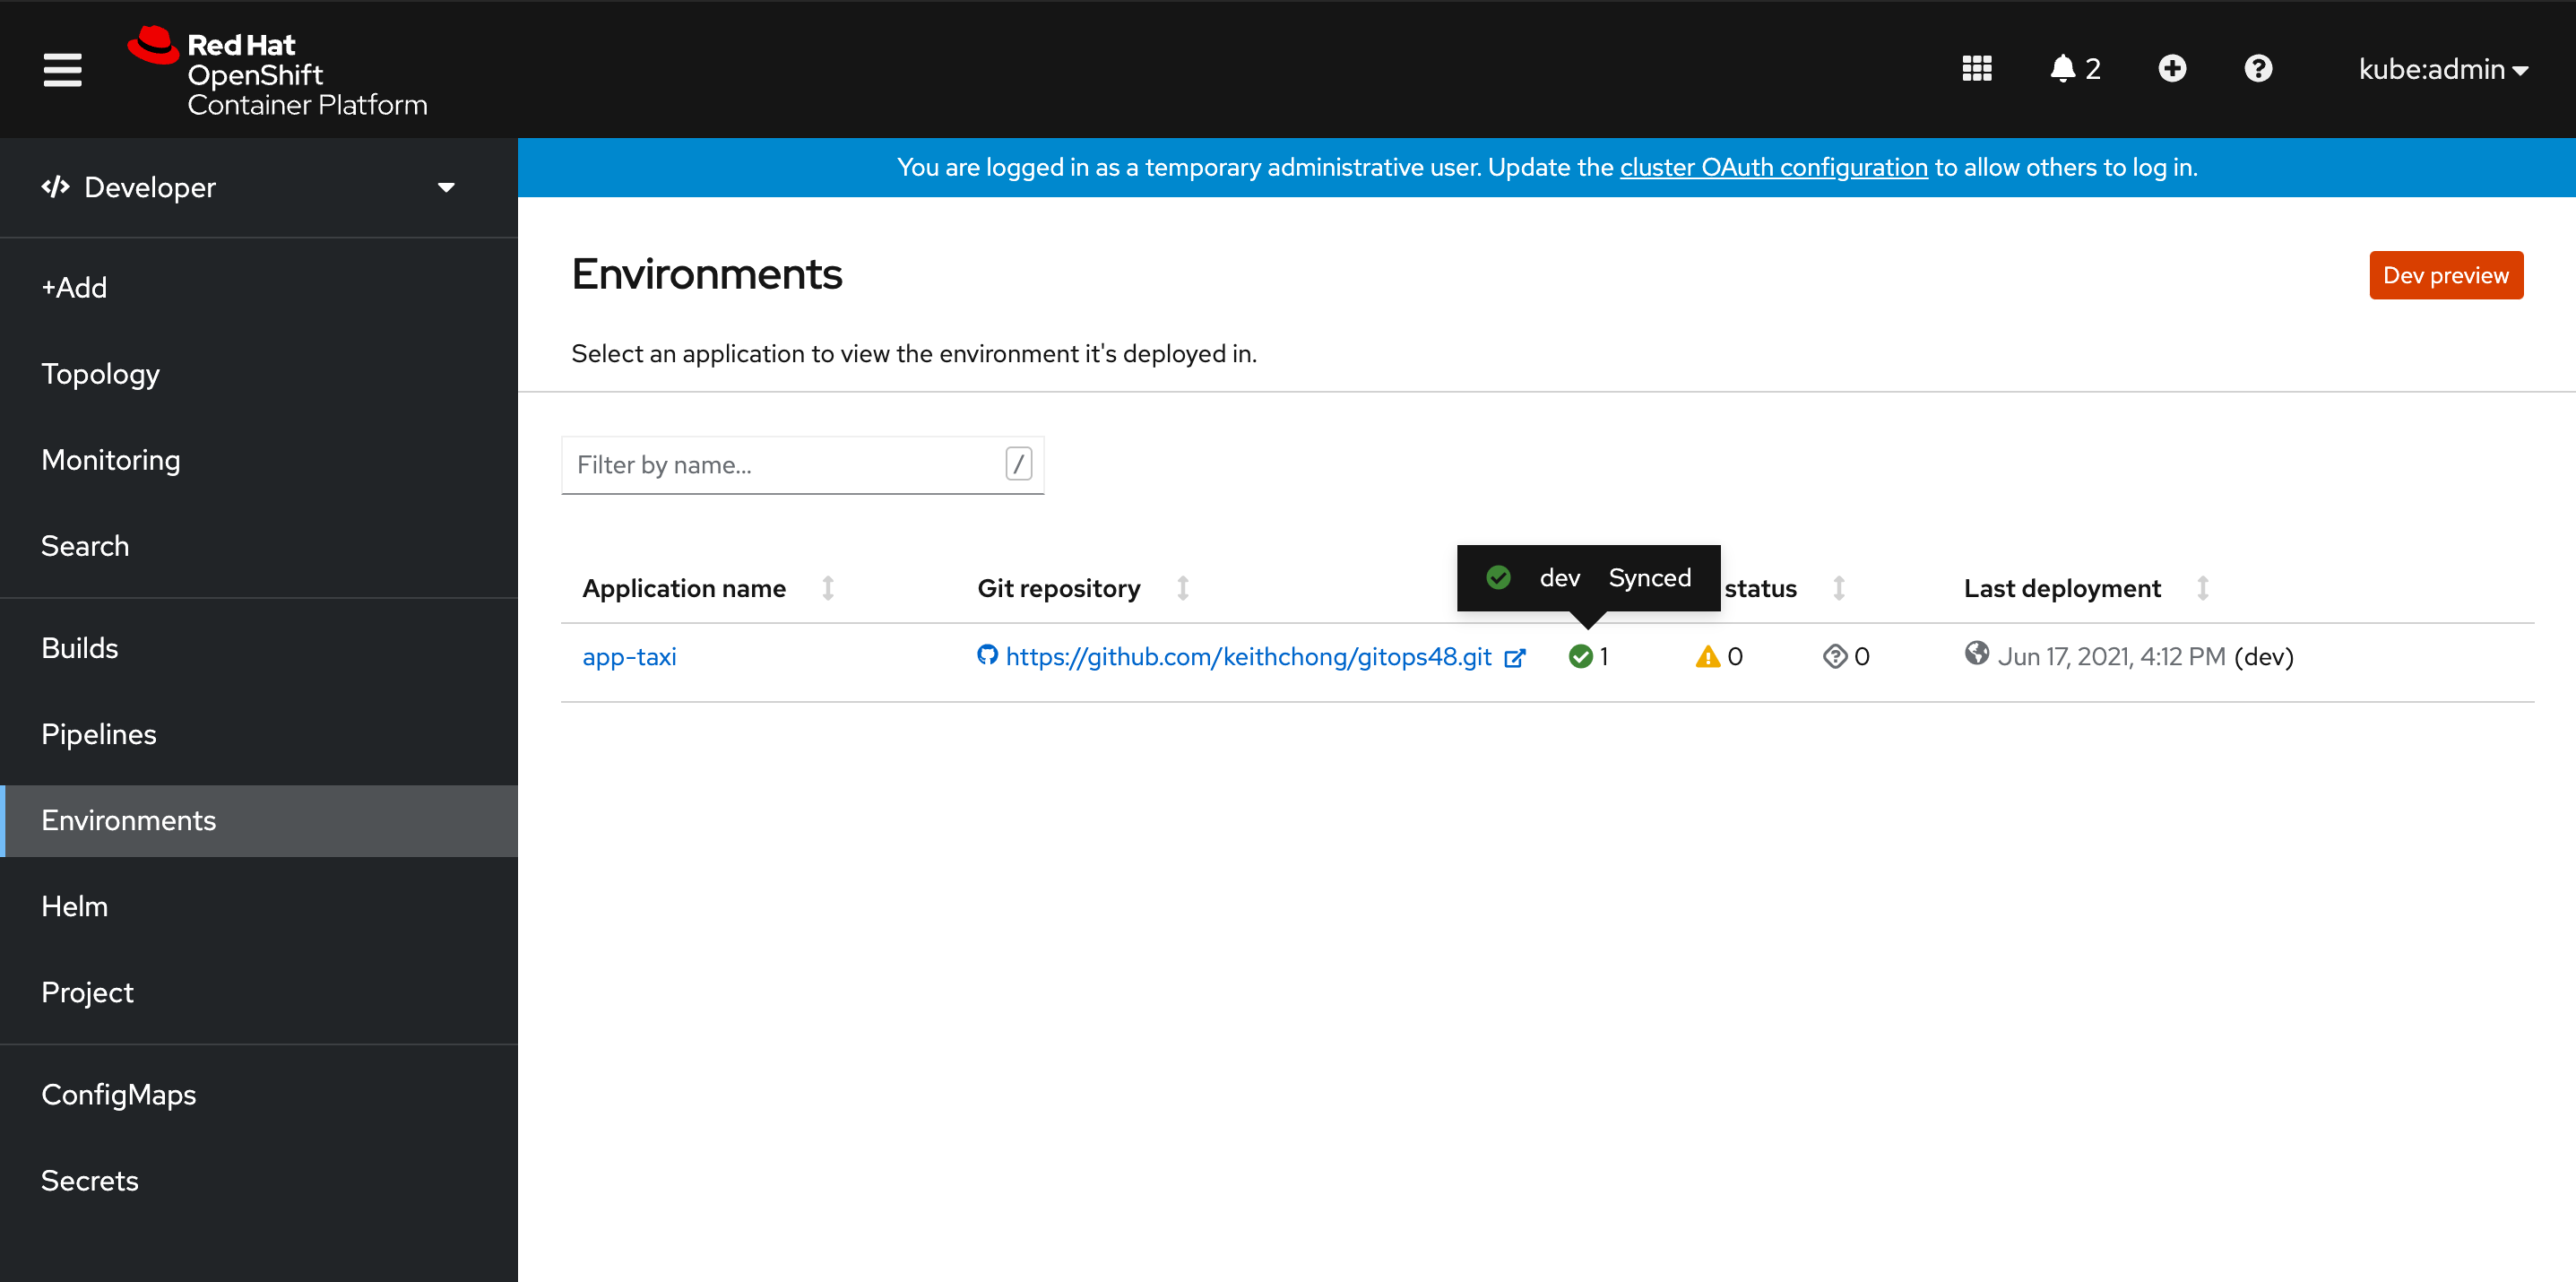 Red Hat
OpenShift
Container Platform
2
kube:admin
Developer
+Add
Topology
Monitoring
Search
Builds
Pipelines
Environments
Helm
Project
ConfigMaps
Secrets
You are logged in as a temporary administrative user. Update the cluster OAuth configuration to allow others to log in.
Environments
Dev preview
Select an application to view the environment it's deployed in.
Filter by name...
/
dev Synced
Application name Git repository status Last deployment
app-taxi https://github.com/keithchong/gitops48.git 1 0 0 Jun 17, 2021, 4:12 PM (dev)